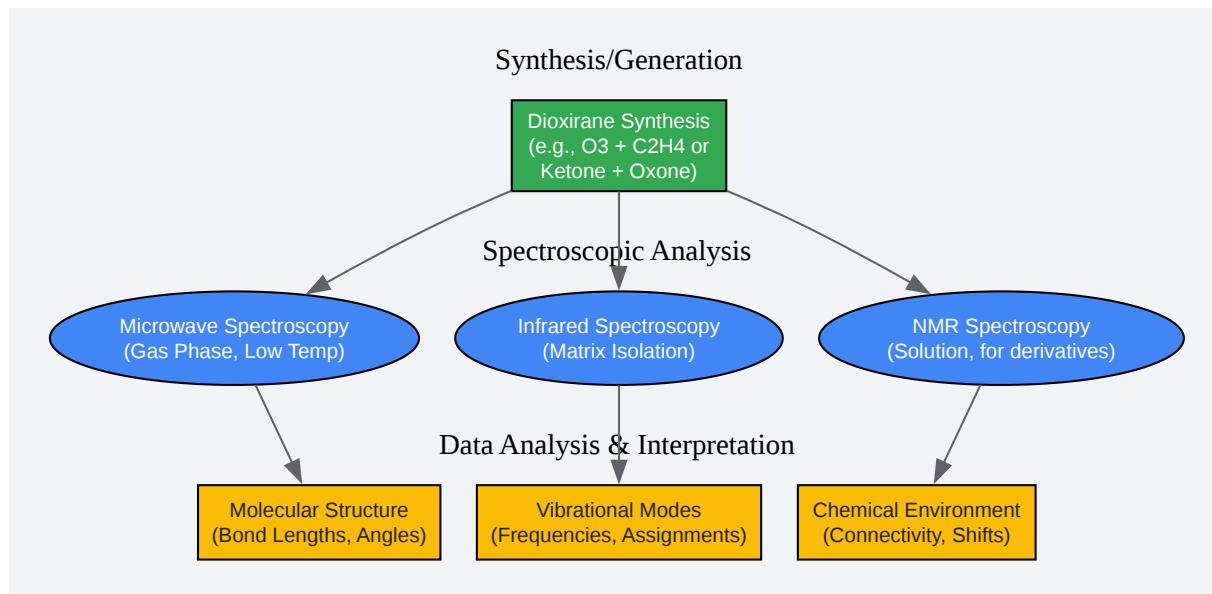 Synthesis/Generation
Dioxirane Synthesis
(e.g., O3 + C2H4 or
Ketone + Oxone)
Spectroscopic Analysis
Microwave Spectroscopy
(Gas Phase, Low Temp)
Infrared Spectroscopy
(Matrix Isolation)
NMR Spectroscopy
(Solution, for derivatives)
Data Analysis & Interpretation
Molecular Structure
(Bond Lengths, Angles)
Vibrational Modes
(Frequencies, Assignments)
Chemical Environment
(Connectivity, Shifts)